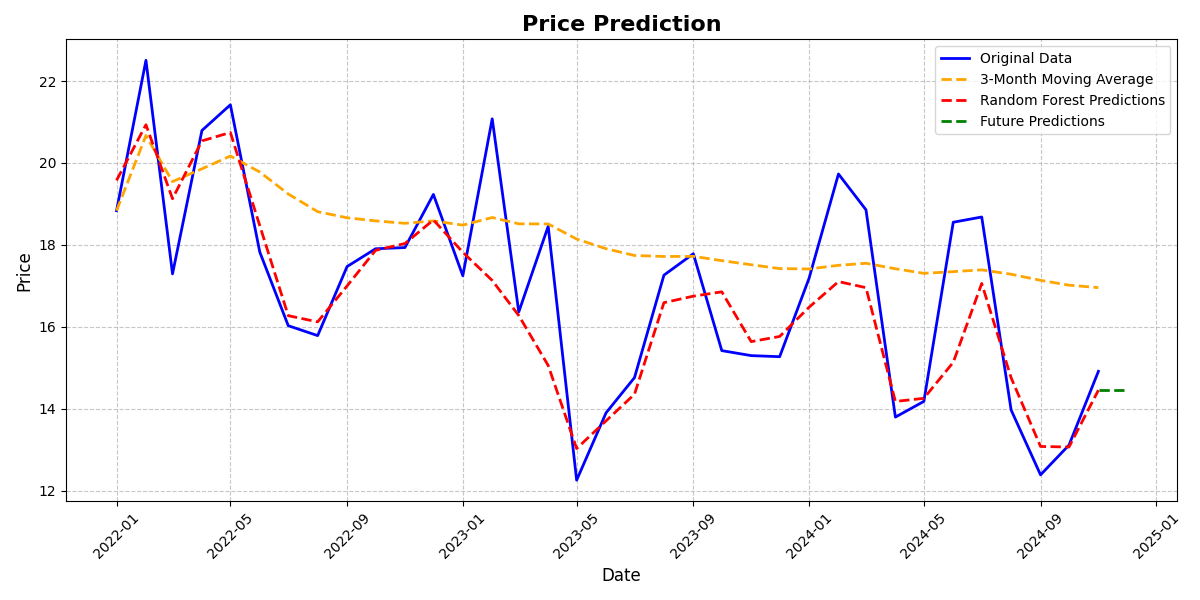 Price Prediction
Original Data
3-Month Moving Average
Random Forest Predictions
Future Predictions
Price
22
20
18
16
14
12
2022-01
2022-05
2022-09
2023-01
2023-05
2023-09
2024-01
2024-05
2024-09
2025-01
Date